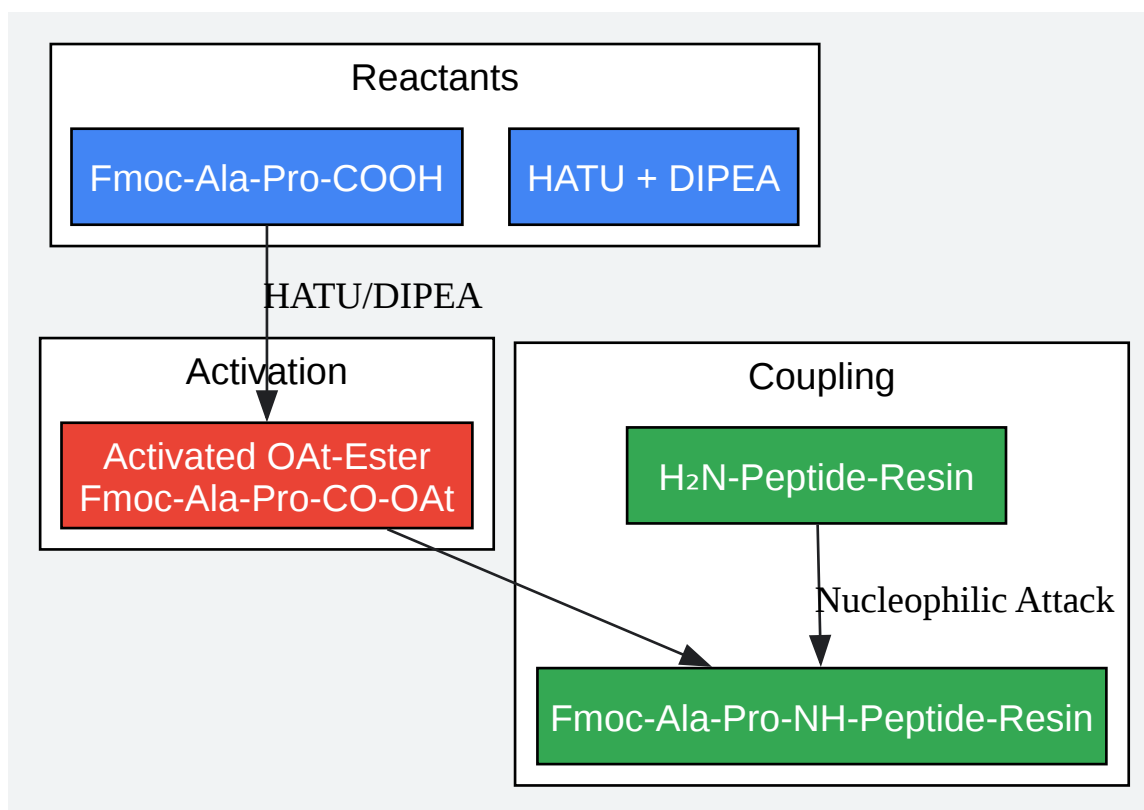 Reactants
Fmoc-Ala-Pro-COOH
HATU + DIPEA
HATU/DIPEA
Activation
Activated OAt-Ester
Fmoc-Ala-Pro-CO-OAt
Coupling
H₂N-Peptide-Resin
Nucleophilic Attack
Fmoc-Ala-Pro-NH-Peptide-Resin